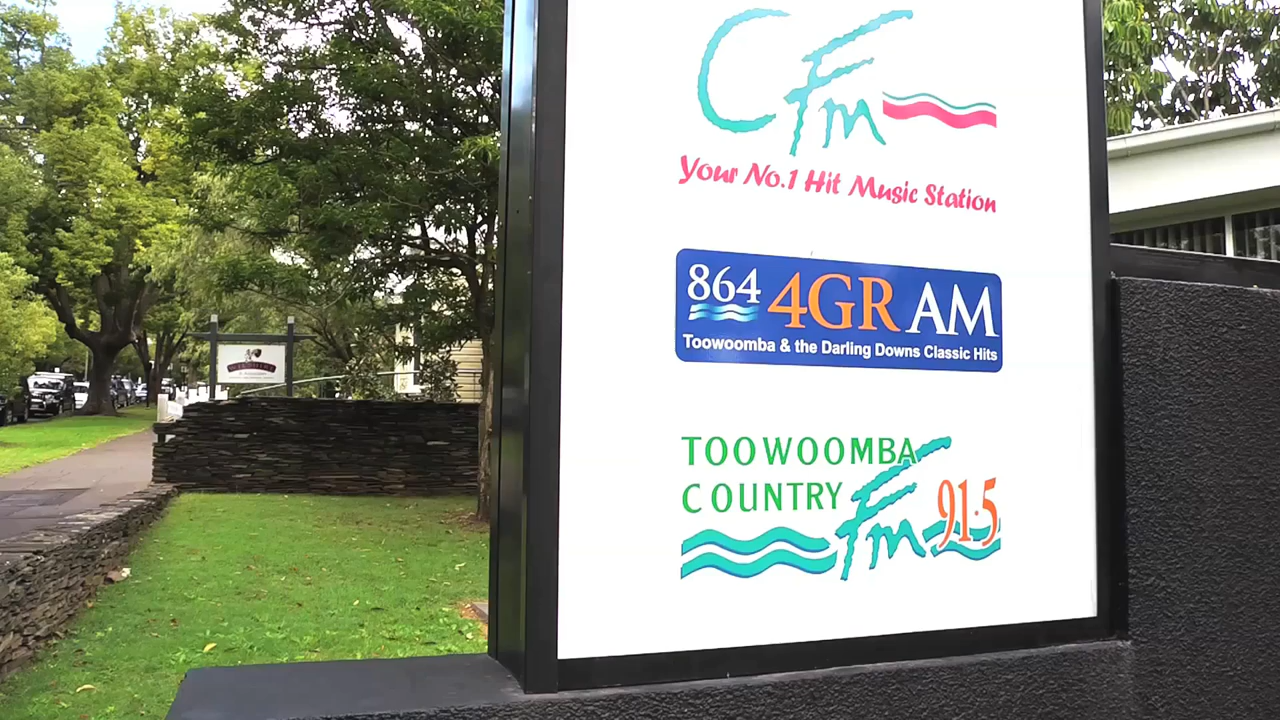 CFm
Your No.1 Hit Music Station
864 4GR AM
Toowoomba & the Darling Downs Classic Hits
TOOWOOMBA
COUNTRY Fm 91.5